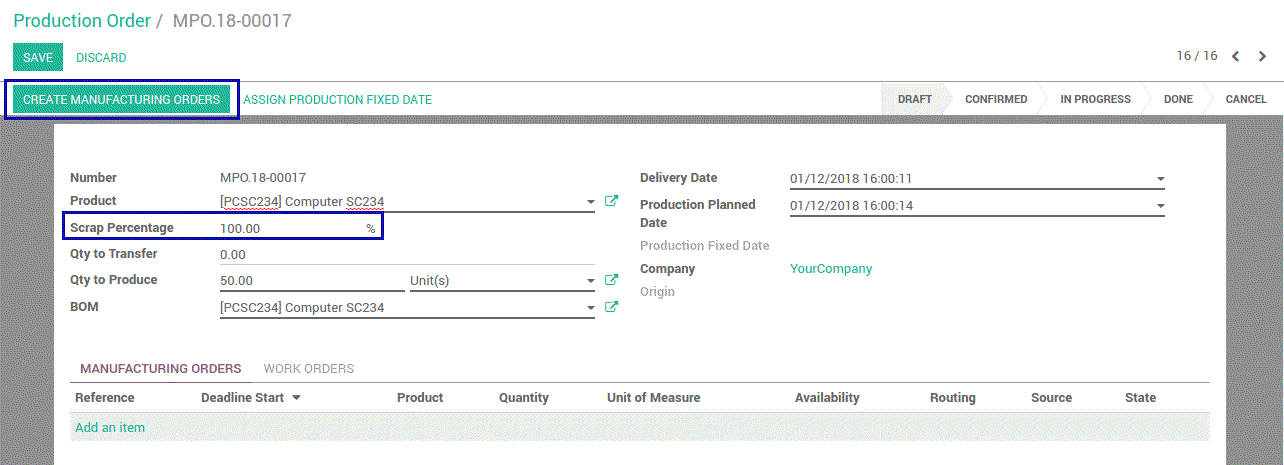 Production Order / MPO.18-00017
SAVE DISCARD 16 / 16
CREATE MANUFACTURING ORDERS ASSIGN PRODUCTION FIXED DATE DRAFT CONFIRMED IN PROGRESS DONE CANCEL
Number MPO.18-00017
Product [PCSC234] Computer SC234
Scrap Percentage 100.00 %
Qty to Transfer 0.00
Qty to Produce 50.00 Unit(s)
BOM [PCSC234] Computer SC234
Delivery Date 01/12/2018 16:00:11
Production Planned 01/12/2018 16:00:14
Date
Production Fixed Date
Company YourCompany
Origin
MANUFACTURING ORDERS WORK ORDERS
Reference Deadline Start Product Quantity Unit of Measure Availability Routing Source State
Add an item